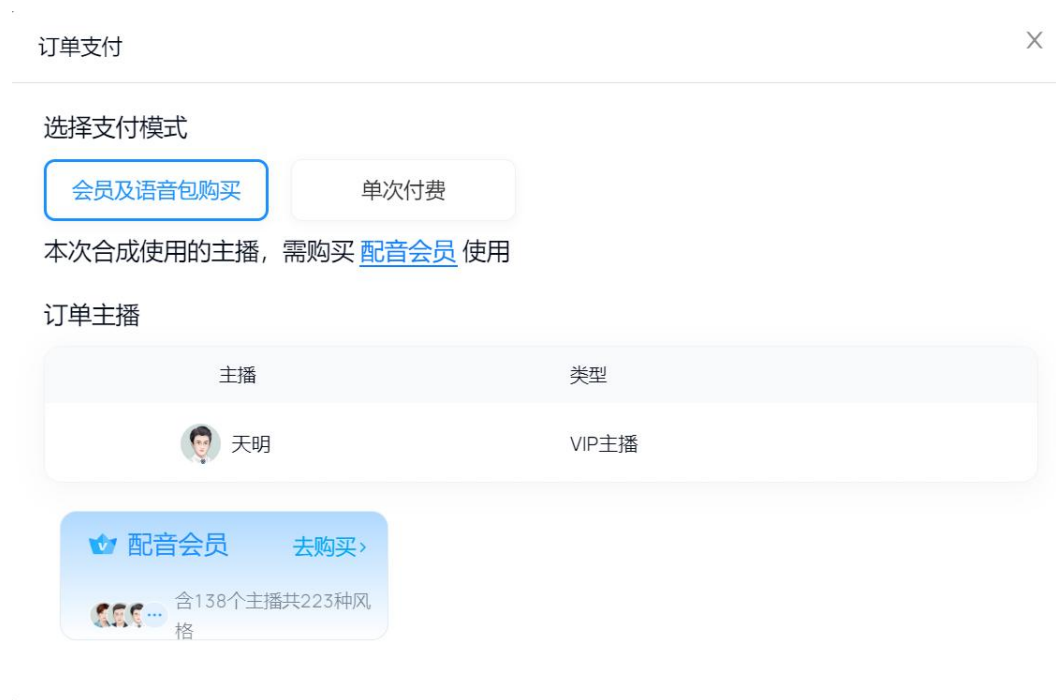 订单支付
选择支付模式
会员及语音包购买 单次付费
本次合成使用的主播，需购买 配音会员 使用
订单主播
主播 类型
天明 VIP主播
配音会员 去购买
含138个主播共223种风
格